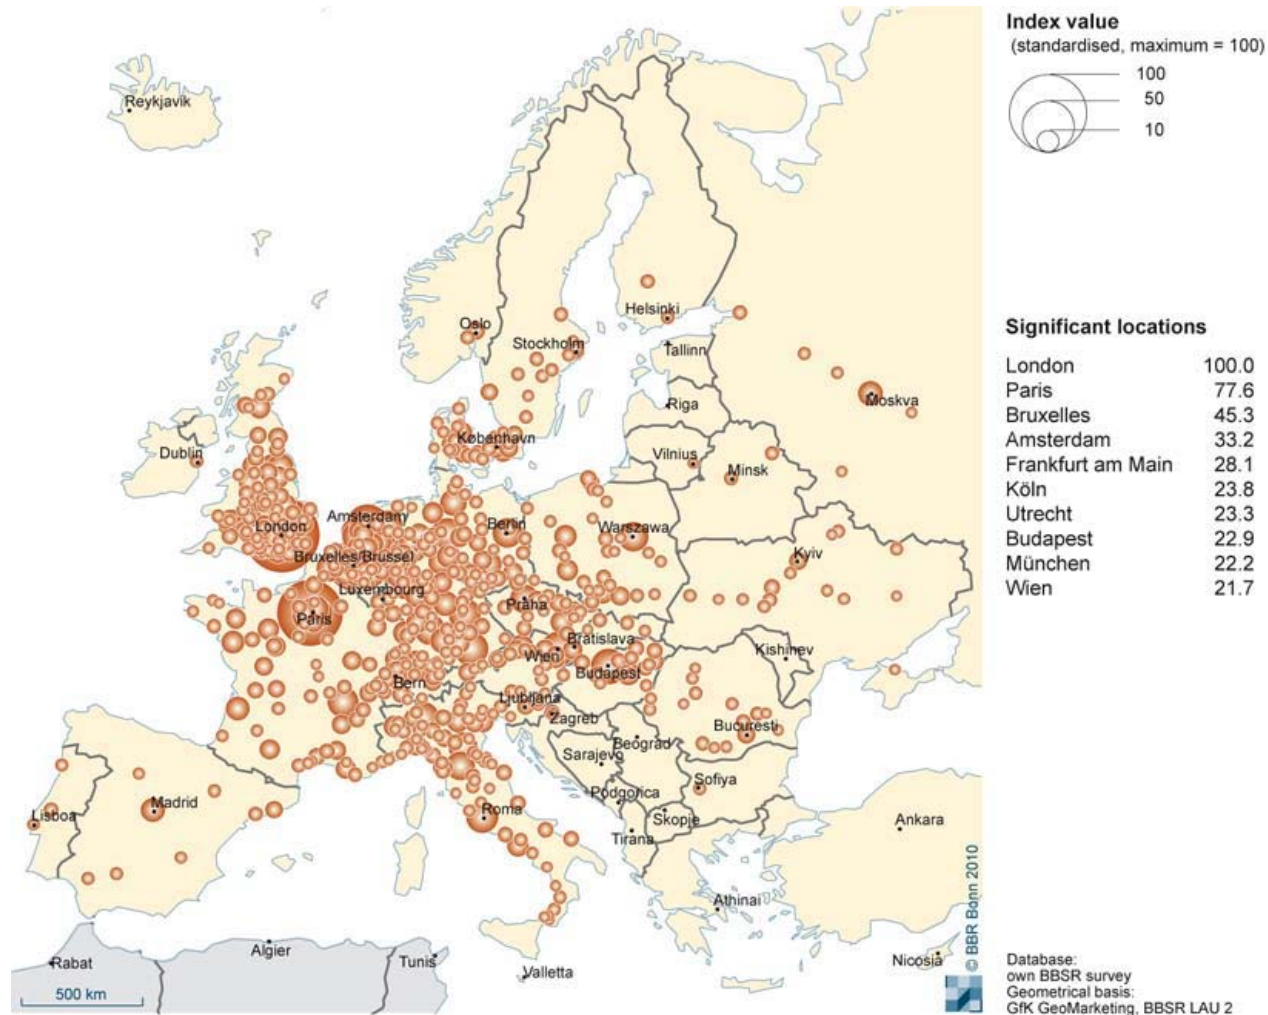 Reykjavik
Oslo
Helsinki
Stockholm
Tallinn
Moskva
Riga
København
Dublin
Vilnius
Minsk
London
Amsterdam
Berlin
Warszawa
Bruxelles/Brussel
Kyiv
Luxembourg
Praha
Paris
Bratislava
Wien
Kishinev
Budapest
Bern
Ljubljana
Zagreb
Bucuresti
Beograd
Sarajevo
Sofiya
Podgorica
Madrid
Roma
Skopje
Lisboa
Ankara
Tirana
Athinai
Algier
Tunis
Nicosia
Rabat
Valletta
500 km
© BBR Bonn 2010
Index value
(standardised, maximum = 100)
100
50
10
Significant locations
London 100.0
Paris 77.6
Bruxelles 45.3
Amsterdam 33.2
Frankfurt am Main 28.1
Köln 23.8
Utrecht 23.3
Budapest 22.9
München 22.2
Wien 21.7
Database:
own BBSR survey
Geometrical basis:
GfK GeoMarketing, BBSR LAU 2